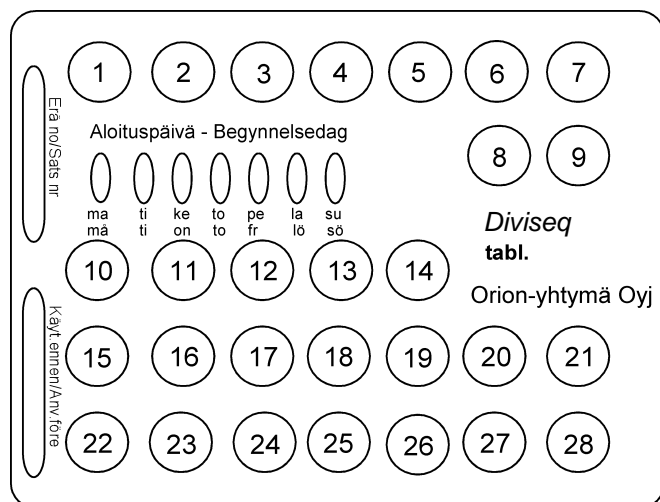 1 2 3 4 5 6 7
Erä no/Sats nr
Aloituspäivä - Begynnelsedag
8 9
ma ti ke to pe la su
må ti on to fr lö sö
Diviseq
tabl.
10 11 12 13 14
Orion-yhtymä Oyj
Käyt.ennen/Anv.före
15 16 17 18 19 20 21
22 23 24 25 26 27 28